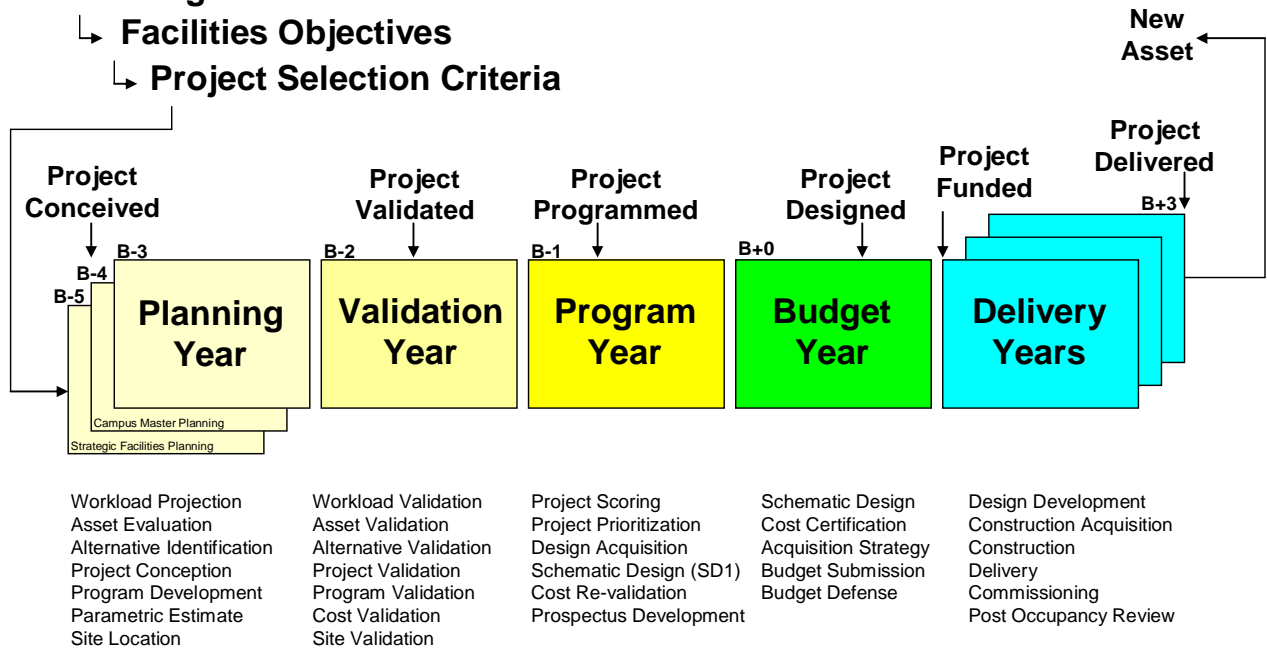 Facilities Objectives
Project Selection Criteria
New
Asset
Project
Conceived
Project
Validated
Project
Programmed
Project
Designed
Project
Funded
Project
Delivered
B-5
B-4
B-3
B-2
B-1
B+0
B+3
Planning
Year
Validation
Year
Program
Year
Budget
Year
Delivery
Years
Campus Master Planning
Strategic Facilities Planning
Workload Projection
Asset Evaluation
Alternative Identification
Project Conception
Program Development
Parametric Estimate
Site Location
Workload Validation
Asset Validation
Alternative Validation
Project Validation
Program Validation
Cost Validation
Site Validation
Project Scoring
Project Prioritization
Design Acquisition
Schematic Design (SD1)
Cost Re-validation
Prospectus Development
Schematic Design
Cost Certification
Acquisition Strategy
Budget Submission
Budget Defense
Design Development
Construction Acquisition
Construction
Delivery
Commissioning
Post Occupancy Review